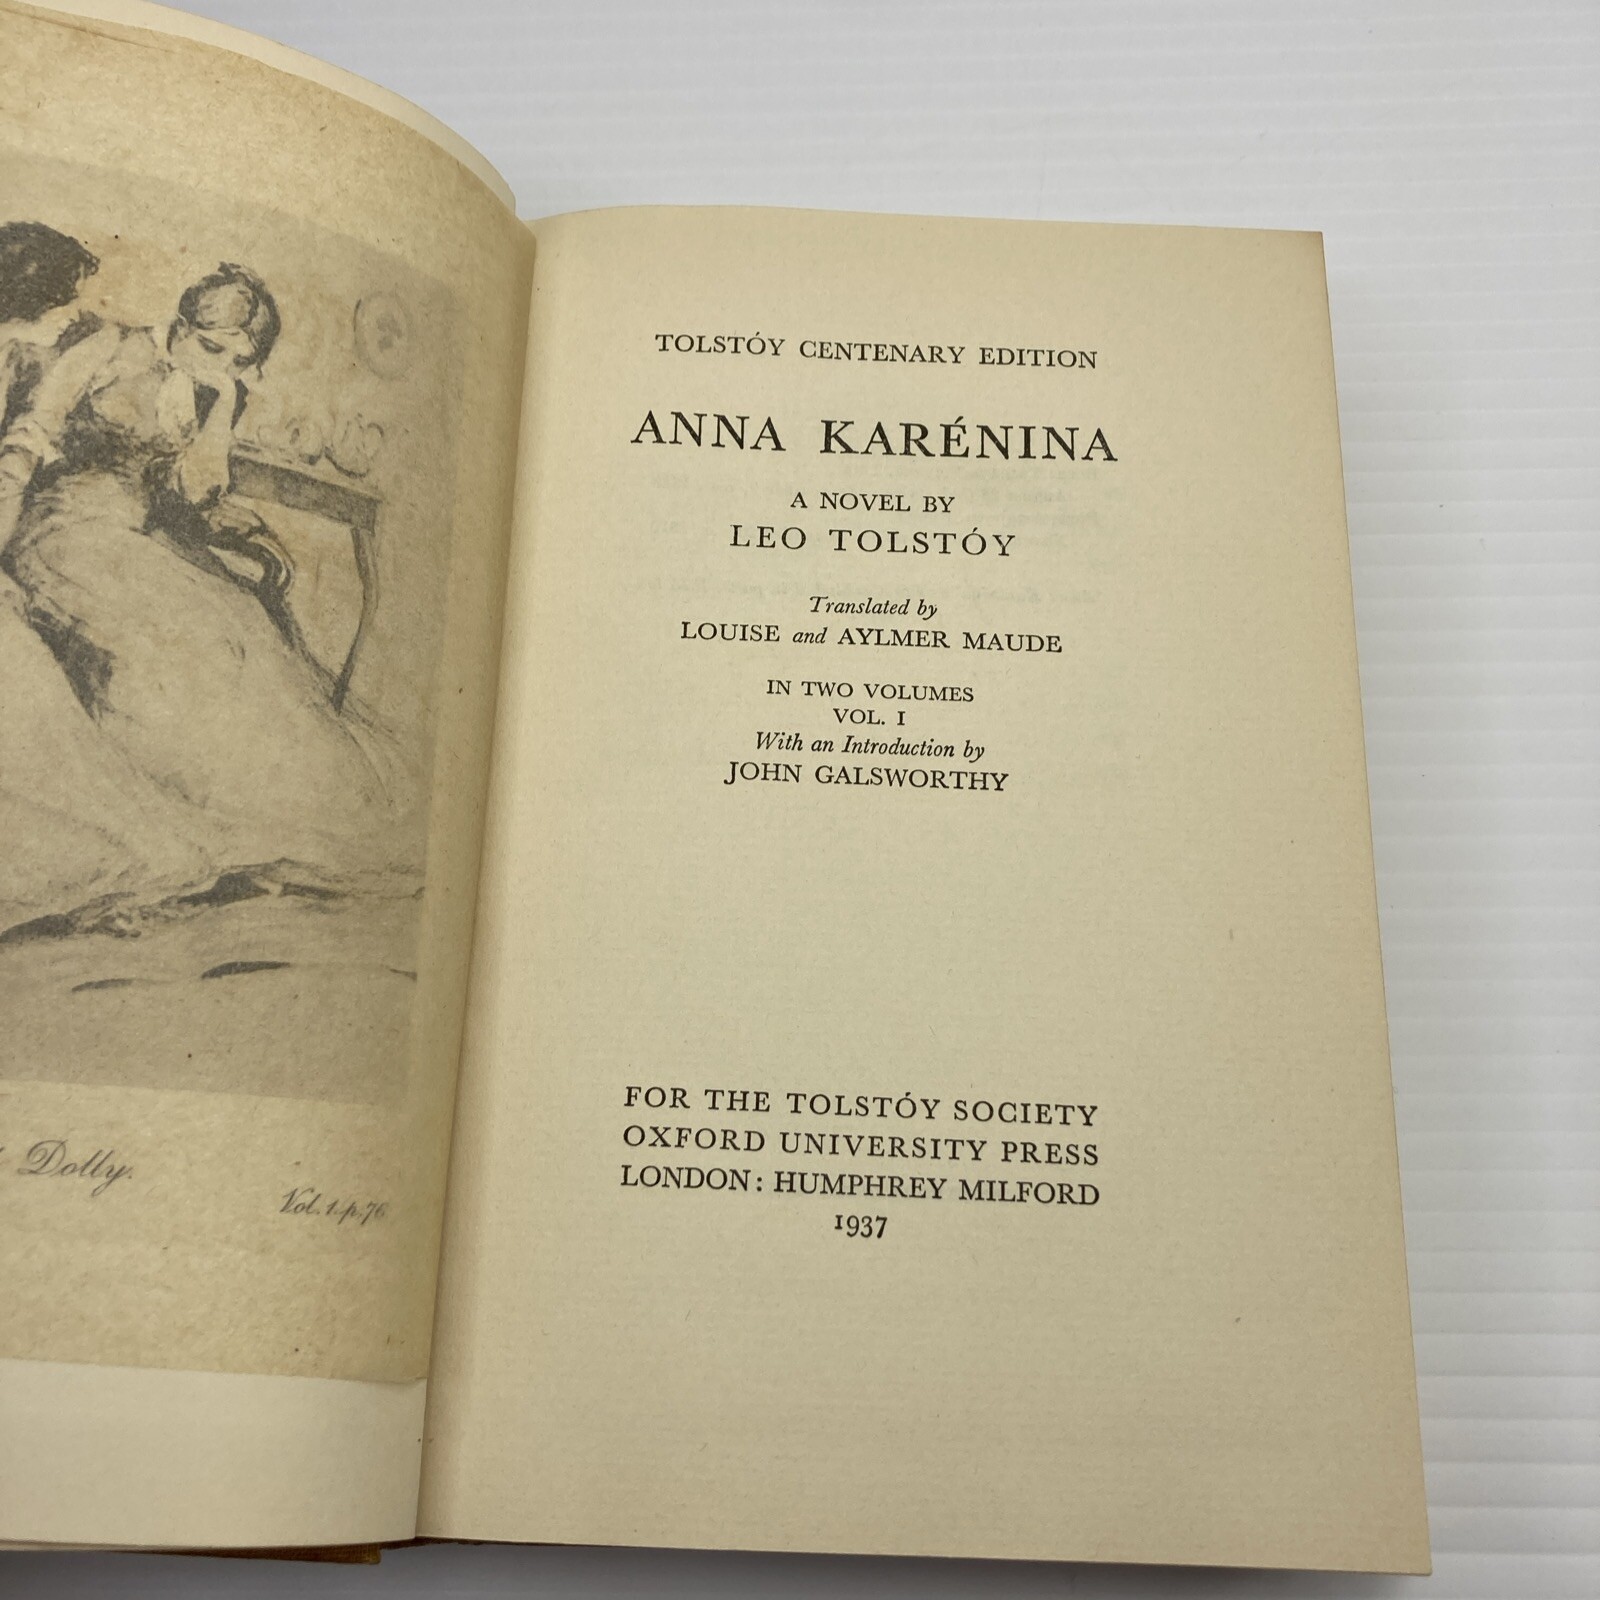 Dolly.
Vol. 1. p. 76
TOLSTÓY CENTENARY EDITION
ANNA KARÉNINA
A NOVEL BY
LEO TOLSTÓY
Translated by
LOUISE and AYLMER MAUDE
IN TWO VOLUMES
VOL. I
With an Introduction by
JOHN GALSWORTHY
FOR THE TOLSTÓY SOCIETY
OXFORD UNIVERSITY PRESS
LONDON: HUMPHREY MILFORD
1937